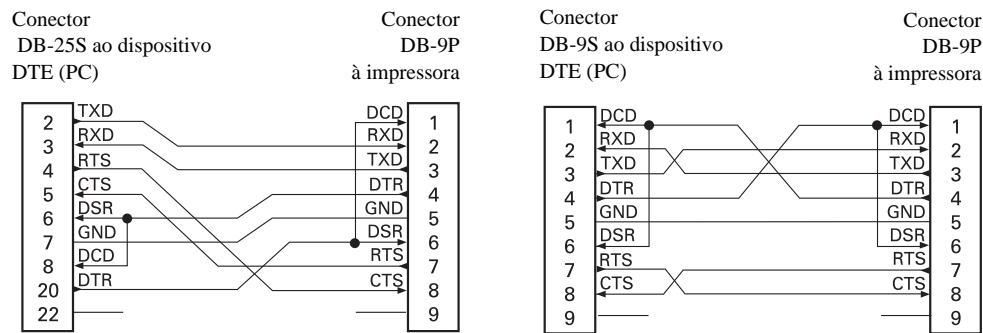 Conector
DB-25S ao dispositivo
DTE (PC)
Conector
DB-9P
à impressora
2 TXD
3 RXD
4 RTS
5 CTS
6 DSR
7 GND
8 DCD
20 DTR
22
DCD 1
RXD 2
TXD 3
DTR 4
GND 5
DSR 6
RTS 7
CTS 8
9
Conector
DB-9S ao dispositivo
DTE (PC)
Conector
DB-9P
à impressora
1 DCD
2 RXD
3 TXD
4 DTR
5 GND
6 DSR
7 RTS
8 CTS
9
DCD 1
RXD 2
TXD 3
DTR 4
GND 5
DSR 6
RTS 7
CTS 8
9